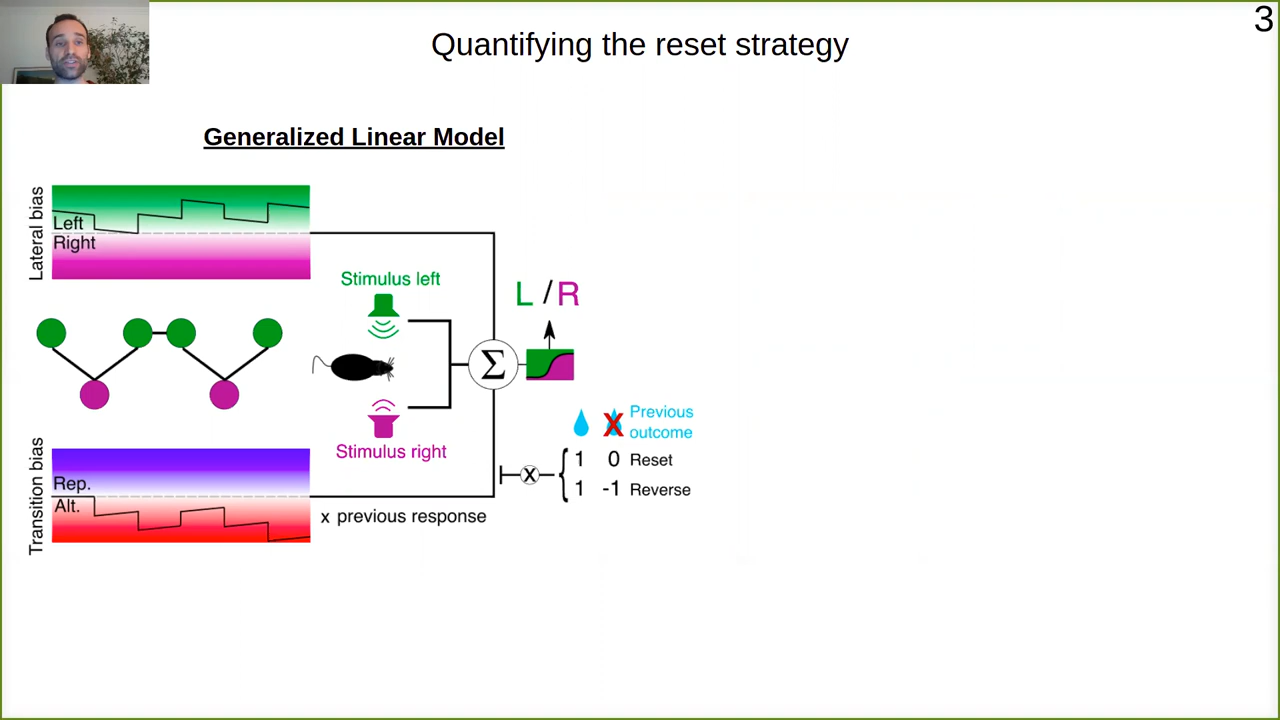 3
Quantifying the reset strategy
Generalized Linear Model
Lateral bias
Left
Right
Stimulus left
L / R
Σ
Stimulus right
Previous
outcome
X
x
{
1 0 Reset
1 -1 Reverse
Transition bias
Rep.
Alt.
x previous response